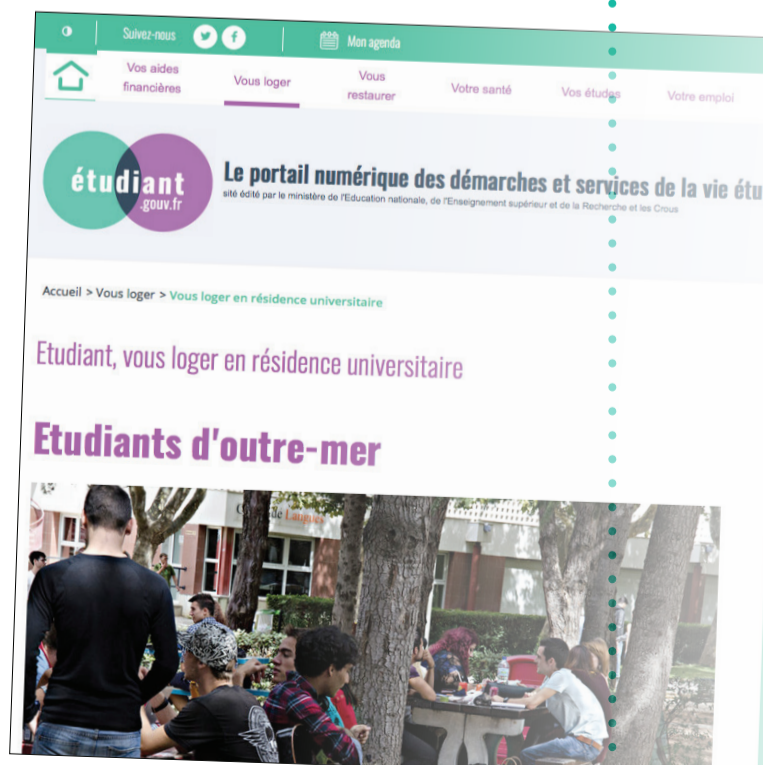 Suivez-nous
Mon agenda
Vos aides
financières
Vous loger
Vous
restaurer
Votre santé
Vos études
Votre emploi
étudiant
.gouv.fr
Le portail numérique des démarches et services de la vie étu
sité édité par le ministère de l'Education nationale, de l'Enseignement supérieur et de la Recherche et les Crous
Accueil > Vous loger > Vous loger en résidence universitaire
Etudiant, vous loger en résidence universitaire
Etudiants d'outre-mer
de Langues